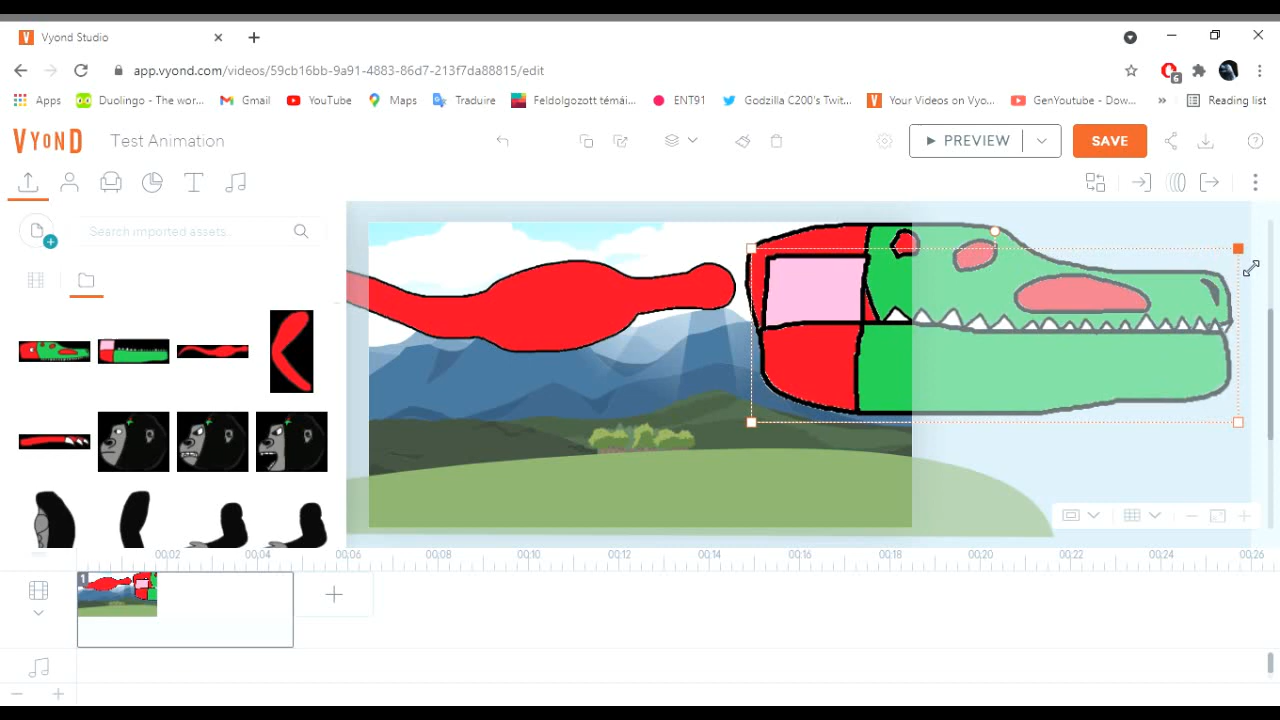 Vyond Studio
app.vyond.com/videos/59cb16bb-9a91-4883-86d7-213f7da88815/edit
Apps Duolingo - The wor... Gmail YouTube Maps Traduire Feldolgozott témái... ENT91 Godzilla C200's Twit... Your Videos on Vyo... GenYoutube - Dow... » Reading list
6
VYOND Test Animation PREVIEW SAVE
Search imported assets..
00:02 00:04 00:06 00:08 00:10 00:12 00:14 00:16 00:18 00:20 00:22 00:24 00:26
1